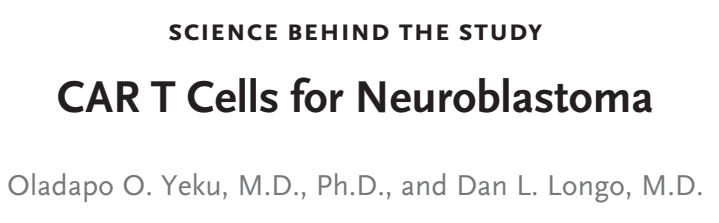 SCIENCE BEHIND THE STUDY
CAR T Cells for Neuroblastoma
Oladapo O. Yeku, M.D., Ph.D., and Dan L. Longo, M.D.